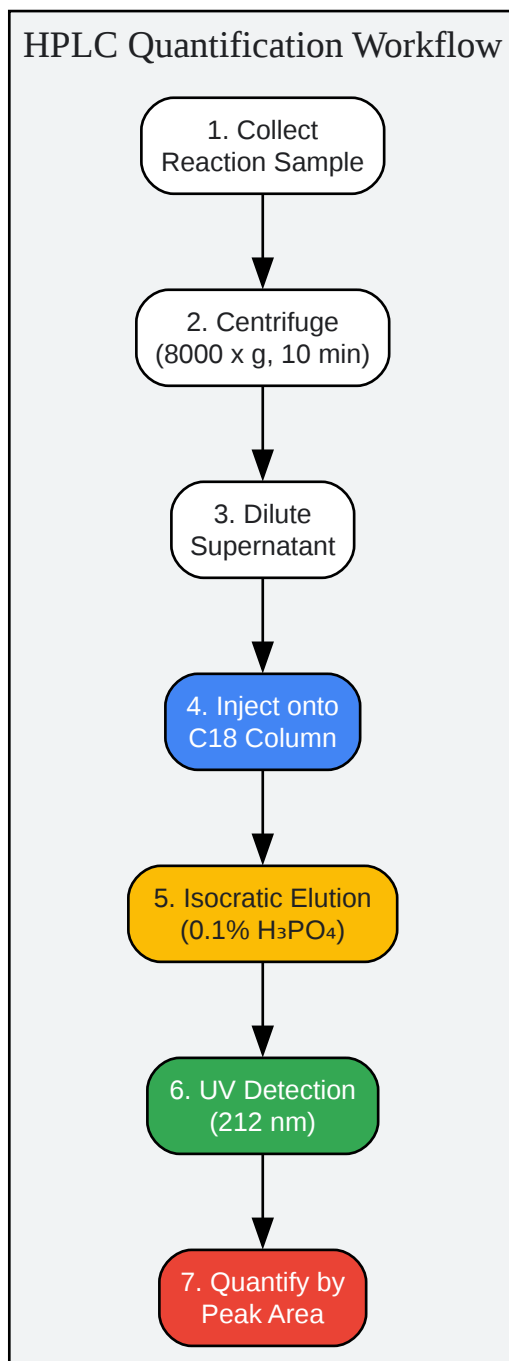 HPLC Quantification Workflow
1. Collect
Reaction Sample
2. Centrifuge
(8000 x g, 10 min)
3. Dilute
Supernatant
4. Inject onto
C18 Column
5. Isocratic Elution
(0.1% H₃PO₄)
6. UV Detection
(212 nm)
7. Quantify by
Peak Area